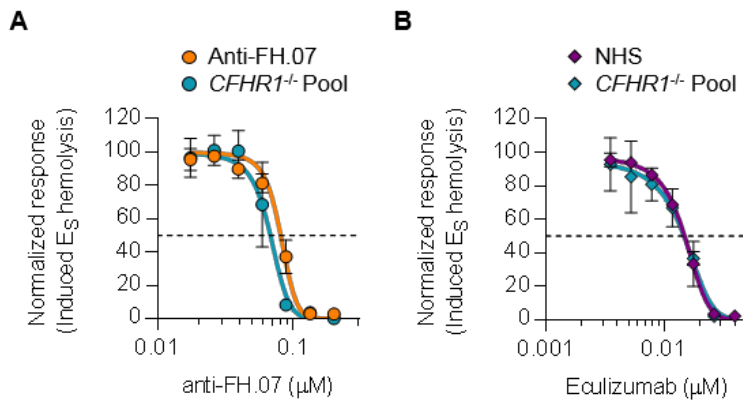 A
Anti-FH.07
CFHR1-/- Pool
Normalized response
(Induced ES hemolysis)
120
100
80
60
40
20
0
0.01
0.1
anti-FH.07 (μM)
B
NHS
CFHR1-/- Pool
Normalized response
(Induced ES hemolysis)
120
100
80
60
40
20
0
0.001
0.01
Eculizumab (μM)